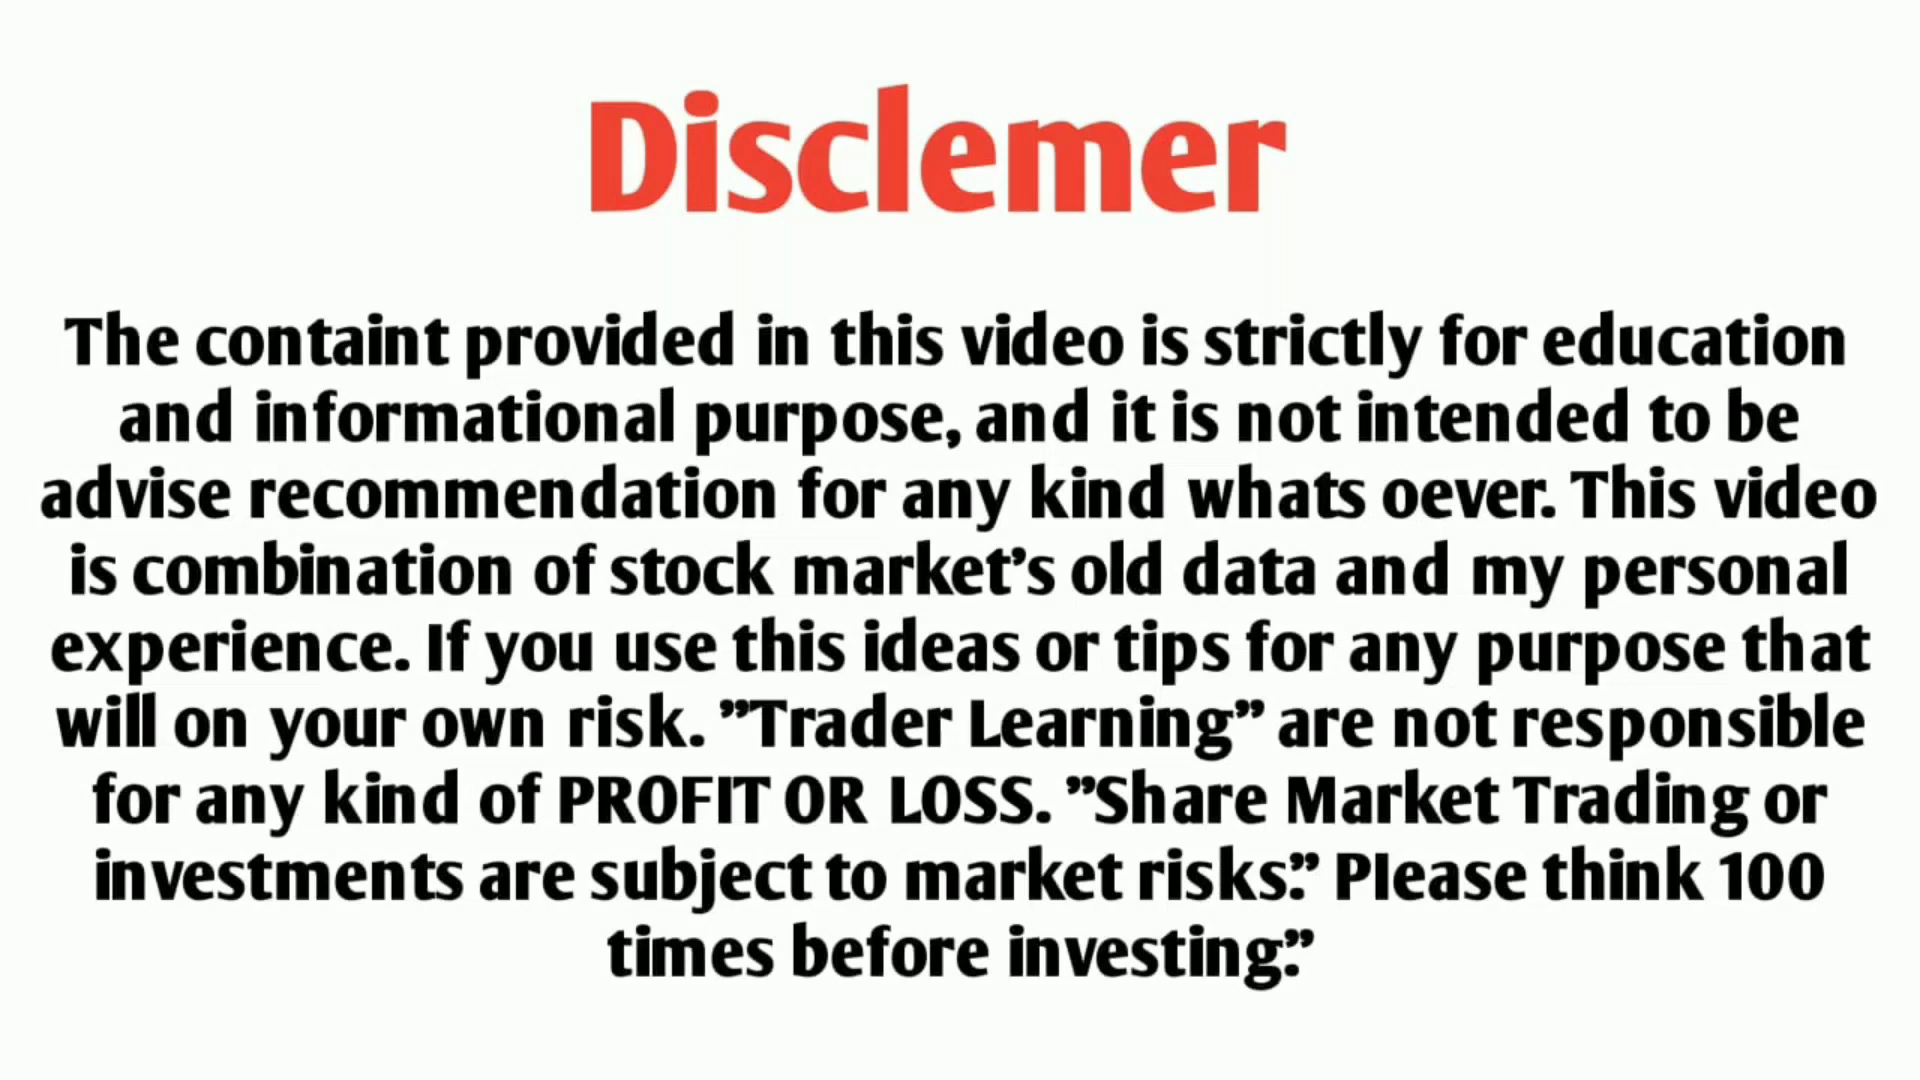 Disclemer
The containt provided in this video is strictly for education
and informational purpose, and it is not intended to be
advise recommendation for any kind whats oever. This video
is combination of stock market’s old data and my personal
experience. If you use this ideas or tips for any purpose that
will on your own risk. ”Trader Learning” are not responsible
for any kind of PROFIT OR LOSS. ”Share Market Trading or
investments are subject to market risks.” Please think 100
times before investing.”